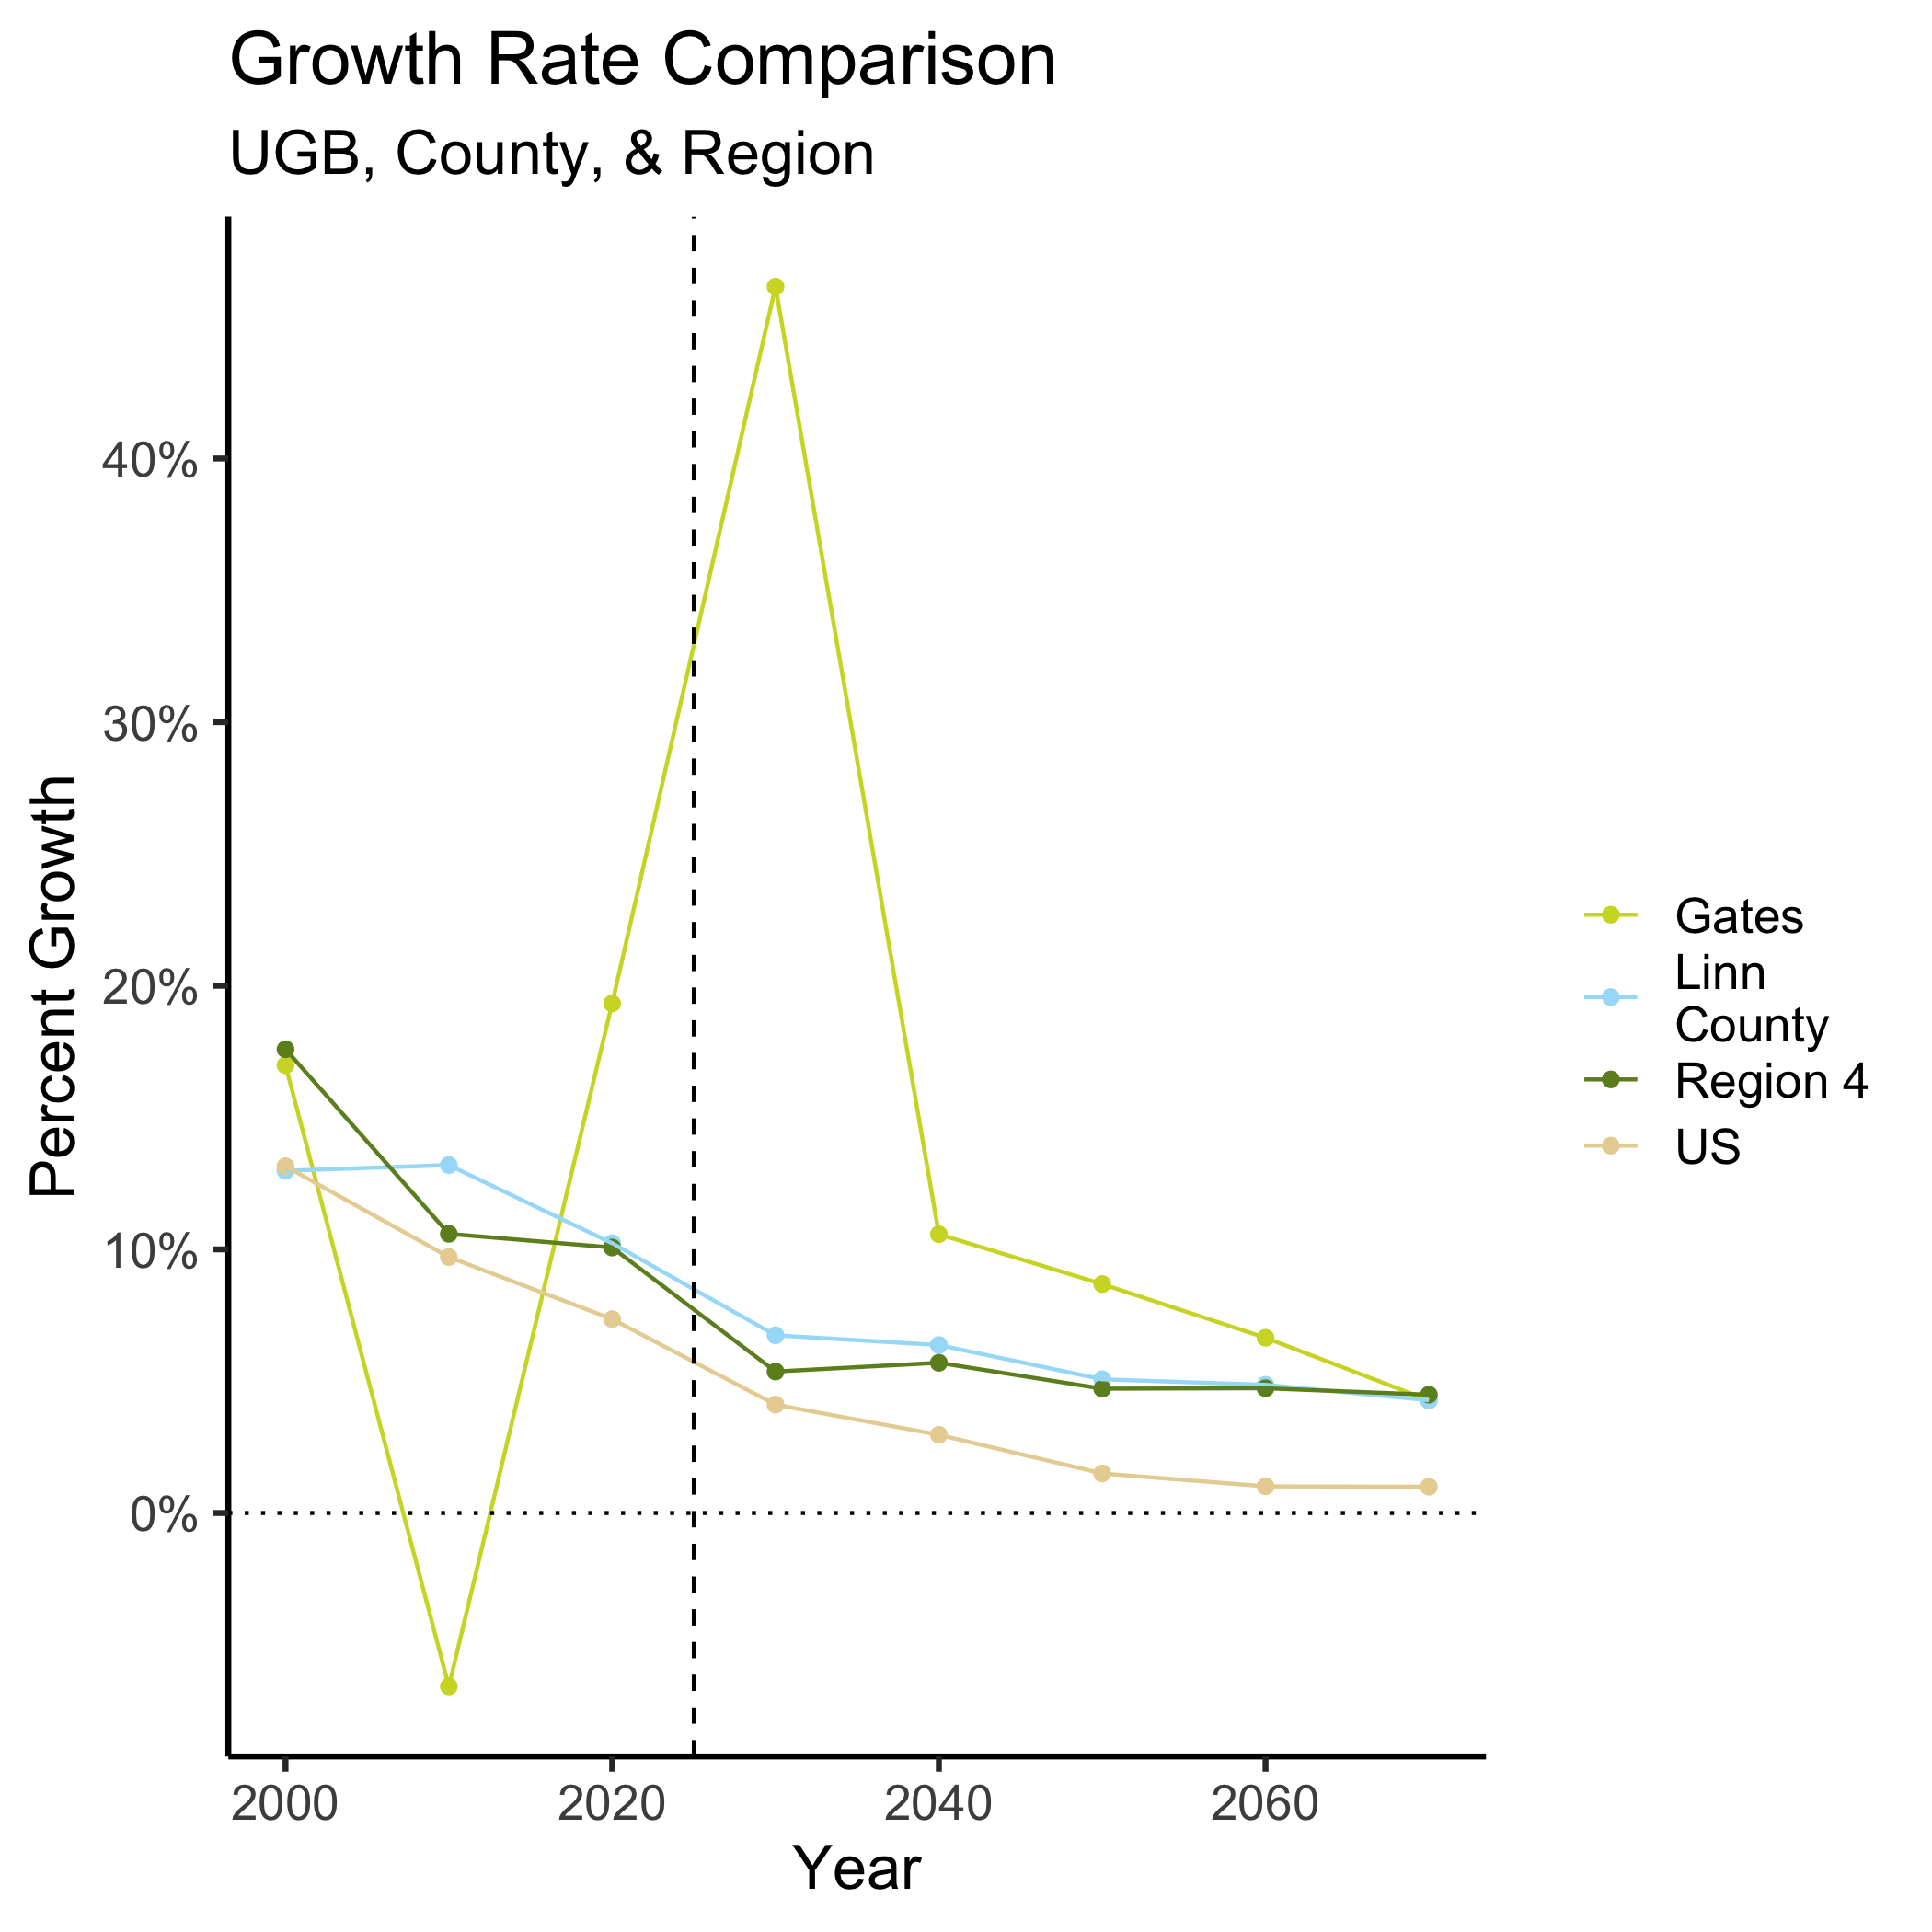 Growth Rate Comparison
UGB, County, & Region
Percent Growth
40%
30%
20%
10%
0%
2000
2020
2040
2060
Year
Gates
Linn
County
Region 4
US